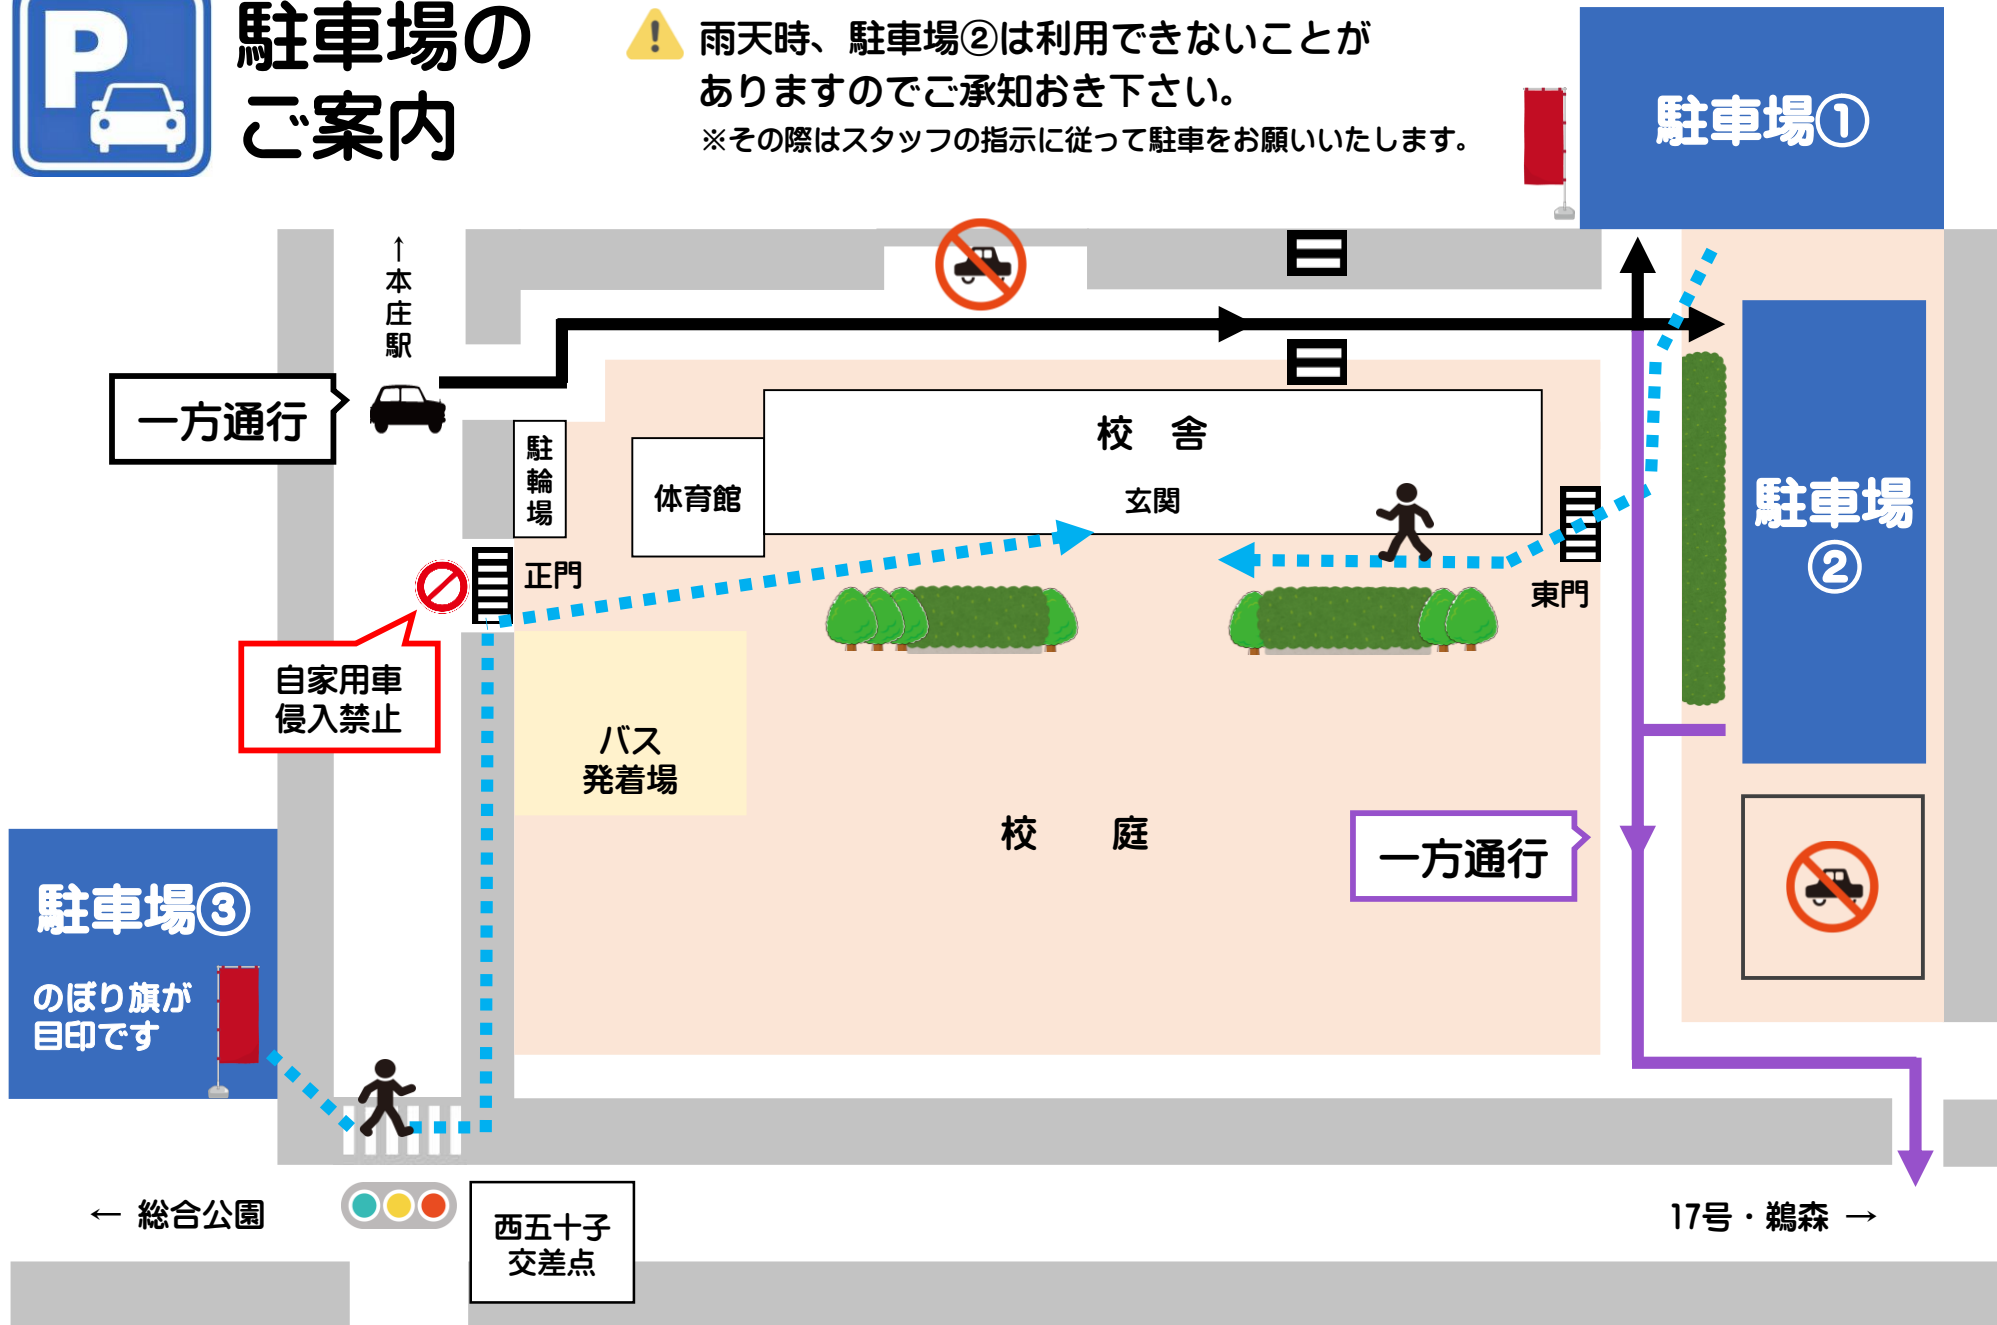 P
駐車場の
ご案内
雨天時、駐車場②は利用できないことが
ありますのでご承知おき下さい。
※その際はスタッフの指示に従って駐車をお願いいたします。
駐車場①
↑本庄駅
一方通行
駐輪場
体育館
校 舎
玄関
正門
東門
駐車場
②
自家用車
侵入禁止
バス
発着場
校 庭
一方通行
駐車場③
のぼり旗が
目印です
← 総合公園
西五十子
交差点
17号・鵜森 →